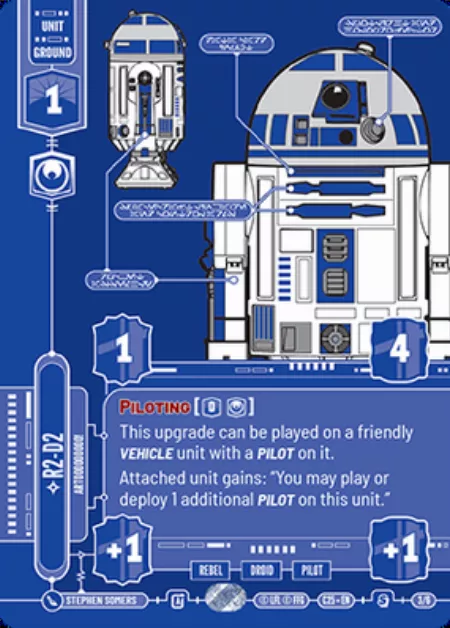 UNIT
GROUND
1
1
4
PILOTING [0 ]
This upgrade can be played on a friendly
VEHICLE unit with a PILOT on it.
Attached unit gains: “You may play or
deploy 1 additional PILOT on this unit.”
R2-D2
ARTOOOOOOOOO!
+1
+1
REBEL
DROID
PILOT
STEPHEN SOMERS
© LFL © FFG
C25 • EN
3/6